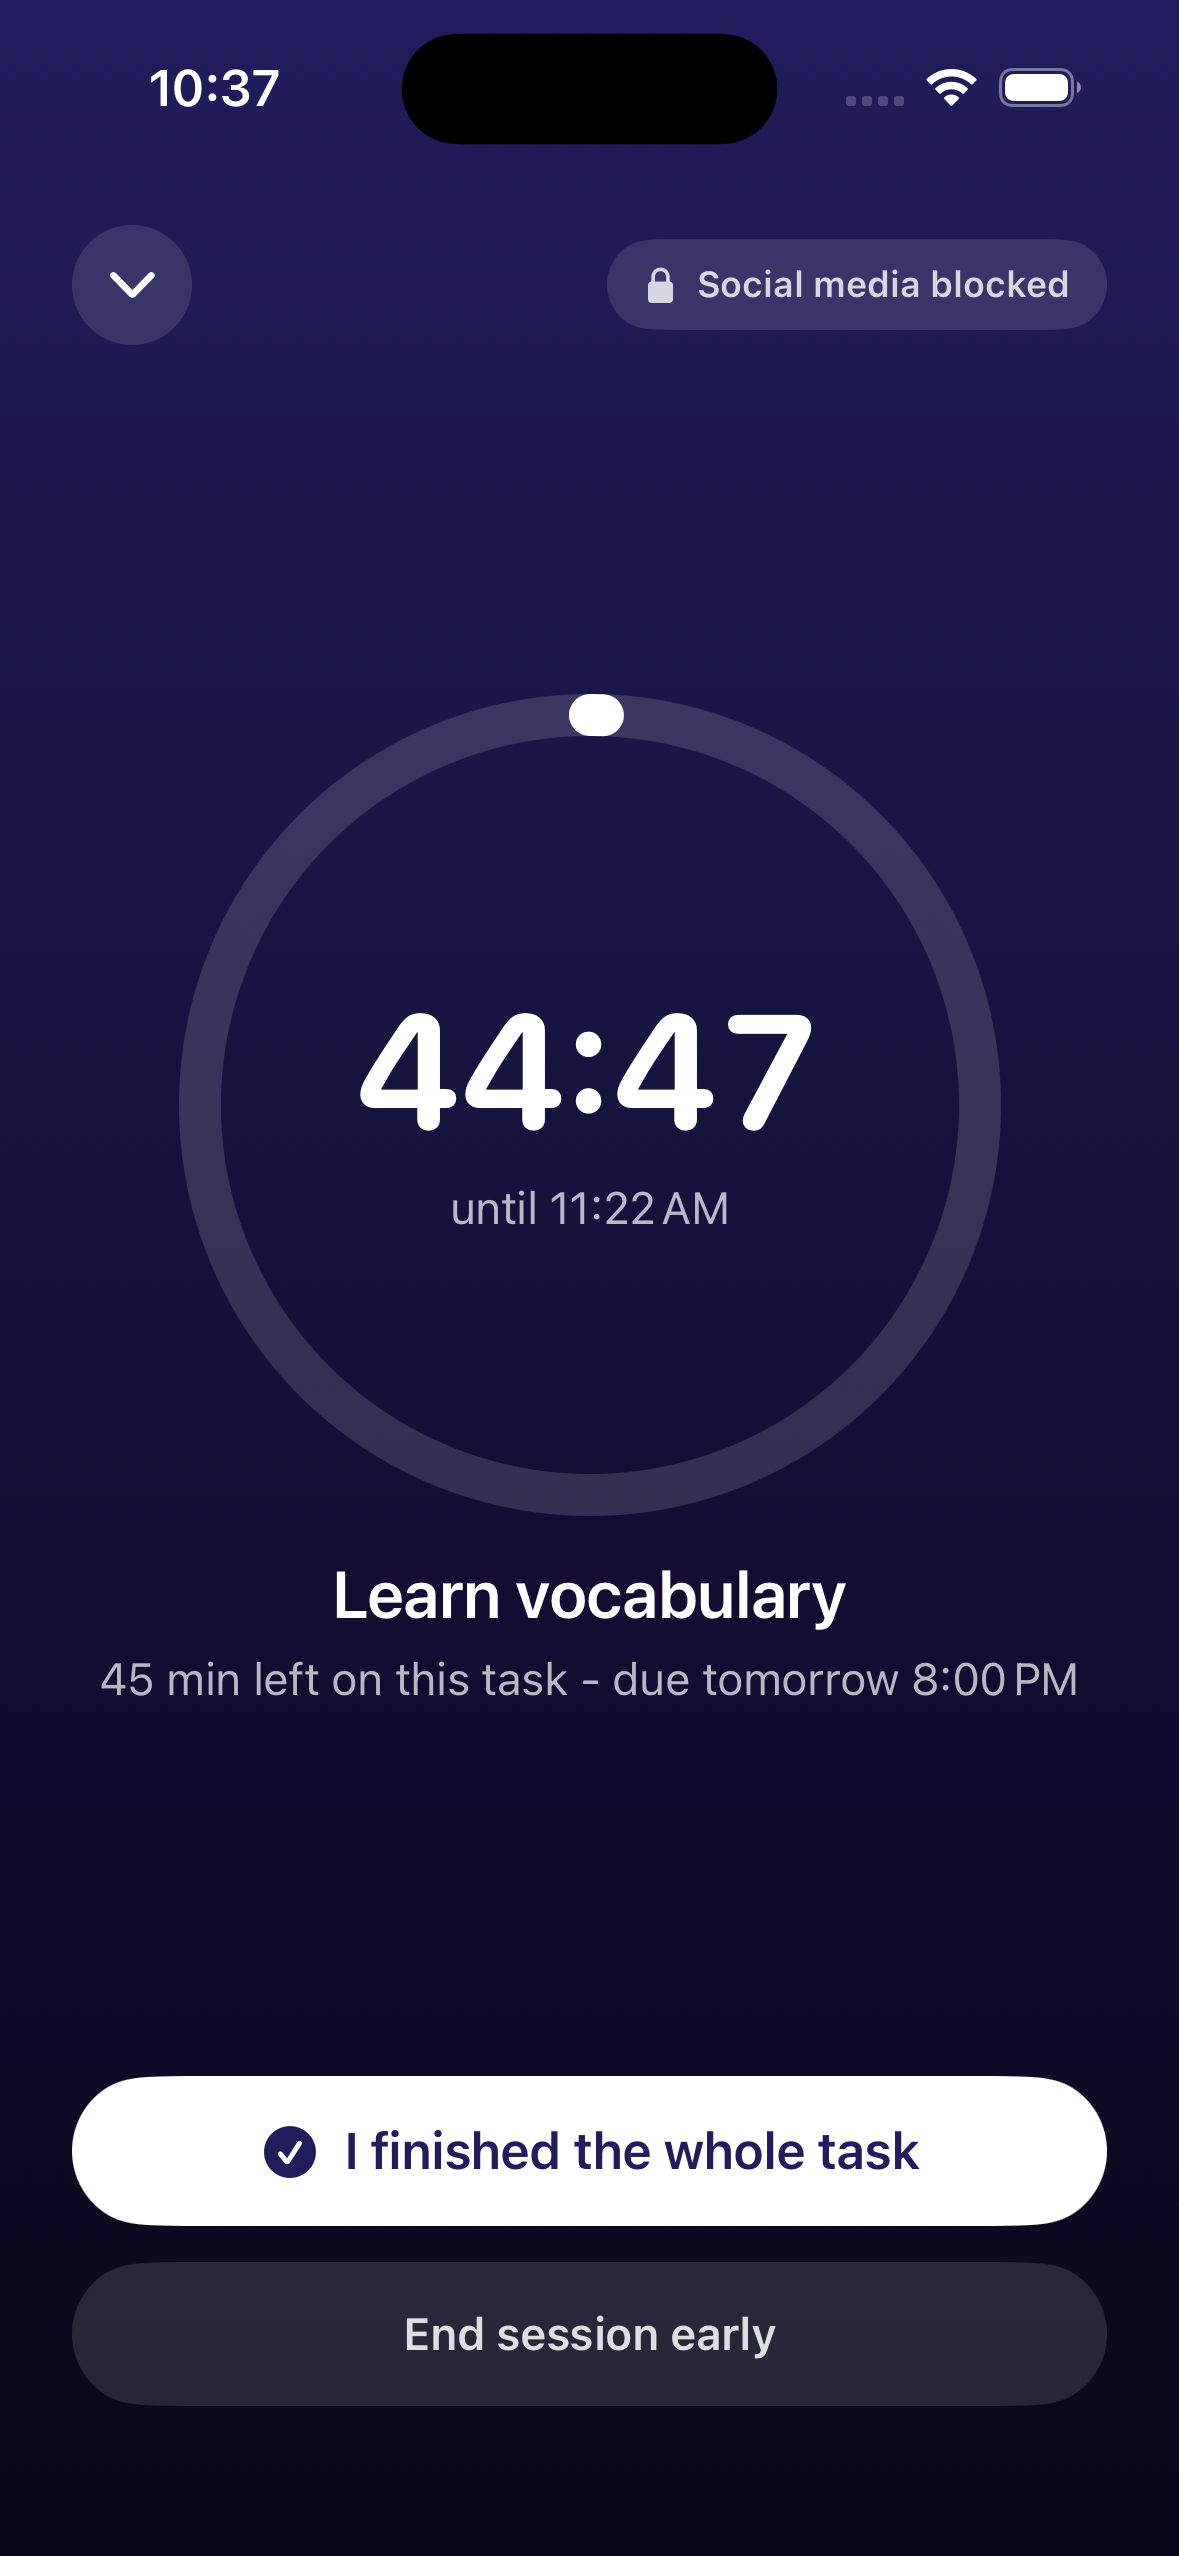 10:37
Social media blocked
44:47
until 11:22 AM
Learn vocabulary
45 min left on this task - due tomorrow 8:00 PM
I finished the whole task
End session early